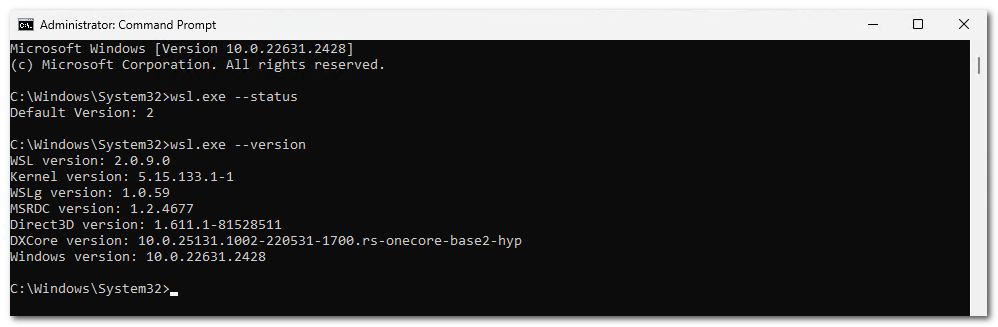 Administrator: Command Prompt
Microsoft Windows [Version 10.0.22631.2428]
(c) Microsoft Corporation. All rights reserved.
C:\Windows\System32>wsl.exe --status
Default Version: 2
C:\Windows\System32>wsl.exe --version
WSL version: 2.0.9.0
Kernel version: 5.15.133.1-1
WSLg version: 1.0.59
MSRDC version: 1.2.4677
Direct3D version: 1.611.1-81528511
DXCore version: 10.0.25131.1002-220531-1700.rs-onecore-base2-hyp
Windows version: 10.0.22631.2428
C:\Windows\System32>